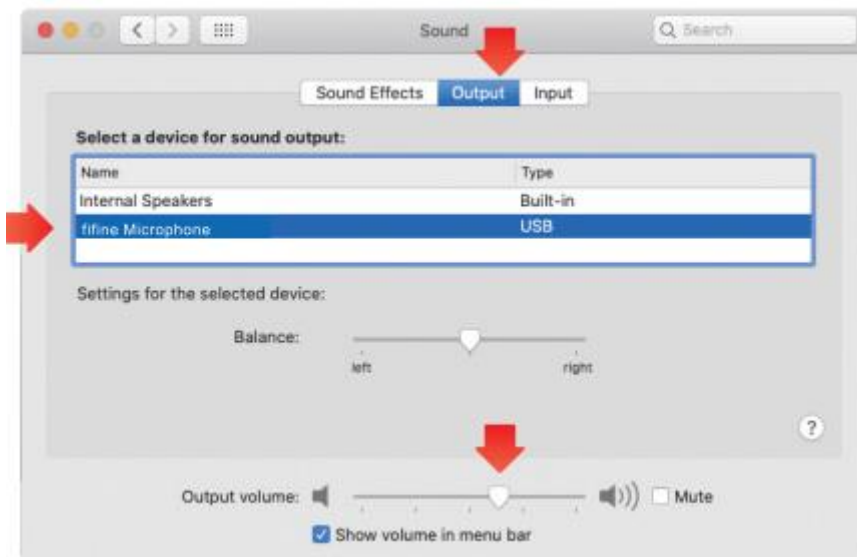 Sound
Search
Sound Effects Output Input
Select a device for sound output:
Name Type
Internal Speakers Built-in
fifine Microphone USB
Settings for the selected device:
Balance:
left right
?
Output volume: Mute
Show volume in menu bar